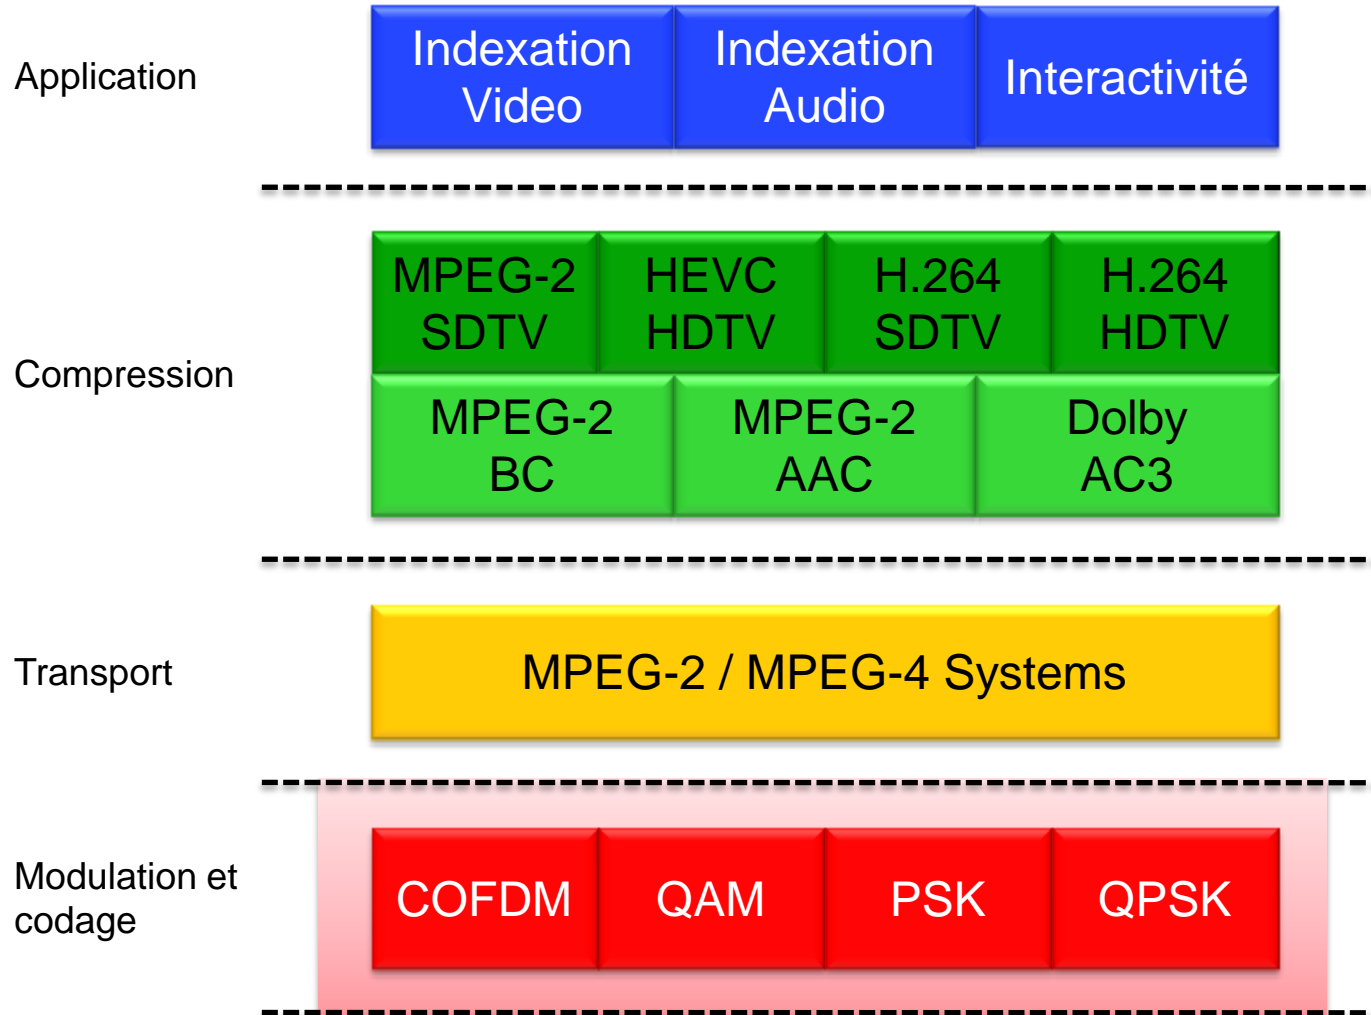 Application
Indexation
Video
Indexation
Audio
Interactivité
Compression
MPEG-2
SDTV
HEVC
HDTV
H.264
SDTV
H.264
HDTV
MPEG-2
BC
MPEG-2
AAC
Dolby
AC3
Transport
MPEG-2 / MPEG-4 Systems
Modulation et
codage
COFDM
QAM
PSK
QPSK